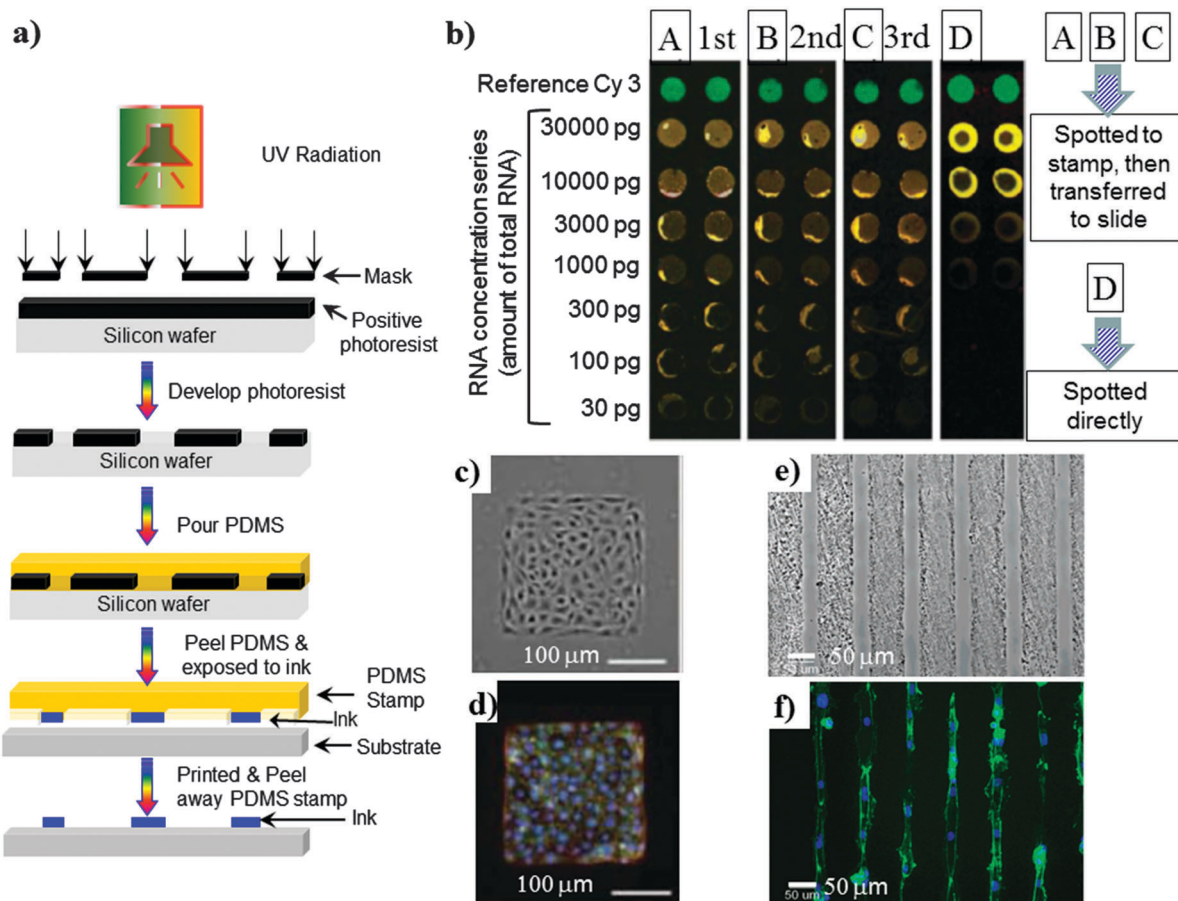 a)
UV Radiation
Mask
Positive
photoresist
Silicon wafer
Develop photoresist
Silicon wafer
Pour PDMS
Silicon wafer
Peel PDMS &
exposed to ink
PDMS
Stamp
Ink
Substrate
Printed & Peel
away PDMS stamp
Ink
b)
A 1st B 2nd C 3rd D
Reference Cy 3
RNA concentration series
(amount of total RNA)
30000 pg
10000 pg
3000 pg
1000 pg
300 pg
100 pg
30 pg
A B C
Spotted to
stamp, then
transferred
to slide
D
Spotted
directly
c)
100 µm
d)
100 µm
e)
50 µm
f)
50 µm
50 um